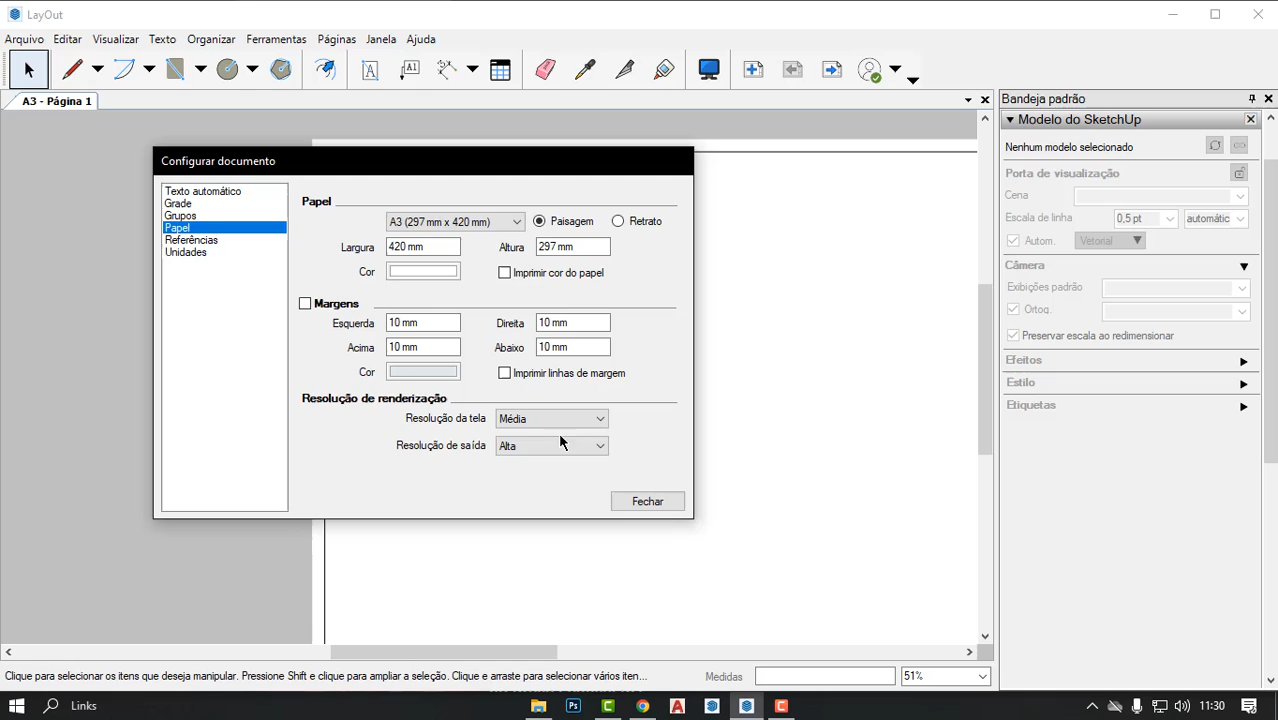 LayOut
Arquivo Editar Visualizar Texto Organizar Ferramentas Páginas Janela Ajuda
A3 - Página 1
Bandeja padrão
Modelo do SketchUp
Nenhum modelo selecionado
Porta de visualização
Cena
Escala de linha 0,5 pt automátic
Autom. Vetorial
Câmera
Exibições padrão
Ortog.
Preservar escala ao redimensionar
Efeitos
Estilo
Etiquetas
Configurar documento
Texto automático
Grade
Grupos
Papel
Referências
Unidades
Papel
A3 (297 mm x 420 mm) Paisagem Retrato
Largura 420 mm Altura 297 mm
Cor Imprimir cor do papel
Margens
Esquerda 10 mm Direita 10 mm
Acima 10 mm Abaixo 10 mm
Cor Imprimir linhas de margem
Resolução de renderização
Resolução da tela Média
Resolução de saída Alta
Fechar
Clique para selecionar os itens que deseja manipular. Pressione Shift e clique para ampliar a seleção. Clique e arraste para selecionar vários iten... Medidas 51%
Links
Ps
11:30